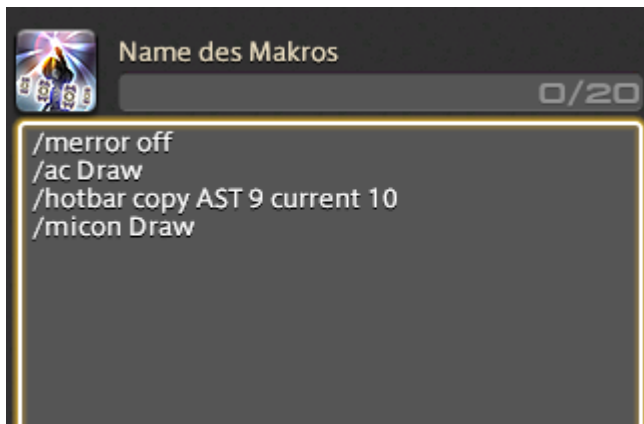 Name des Makros
0/20
/merror off
/ac Draw
/hotbar copy AST 9 current 10
/micon Draw